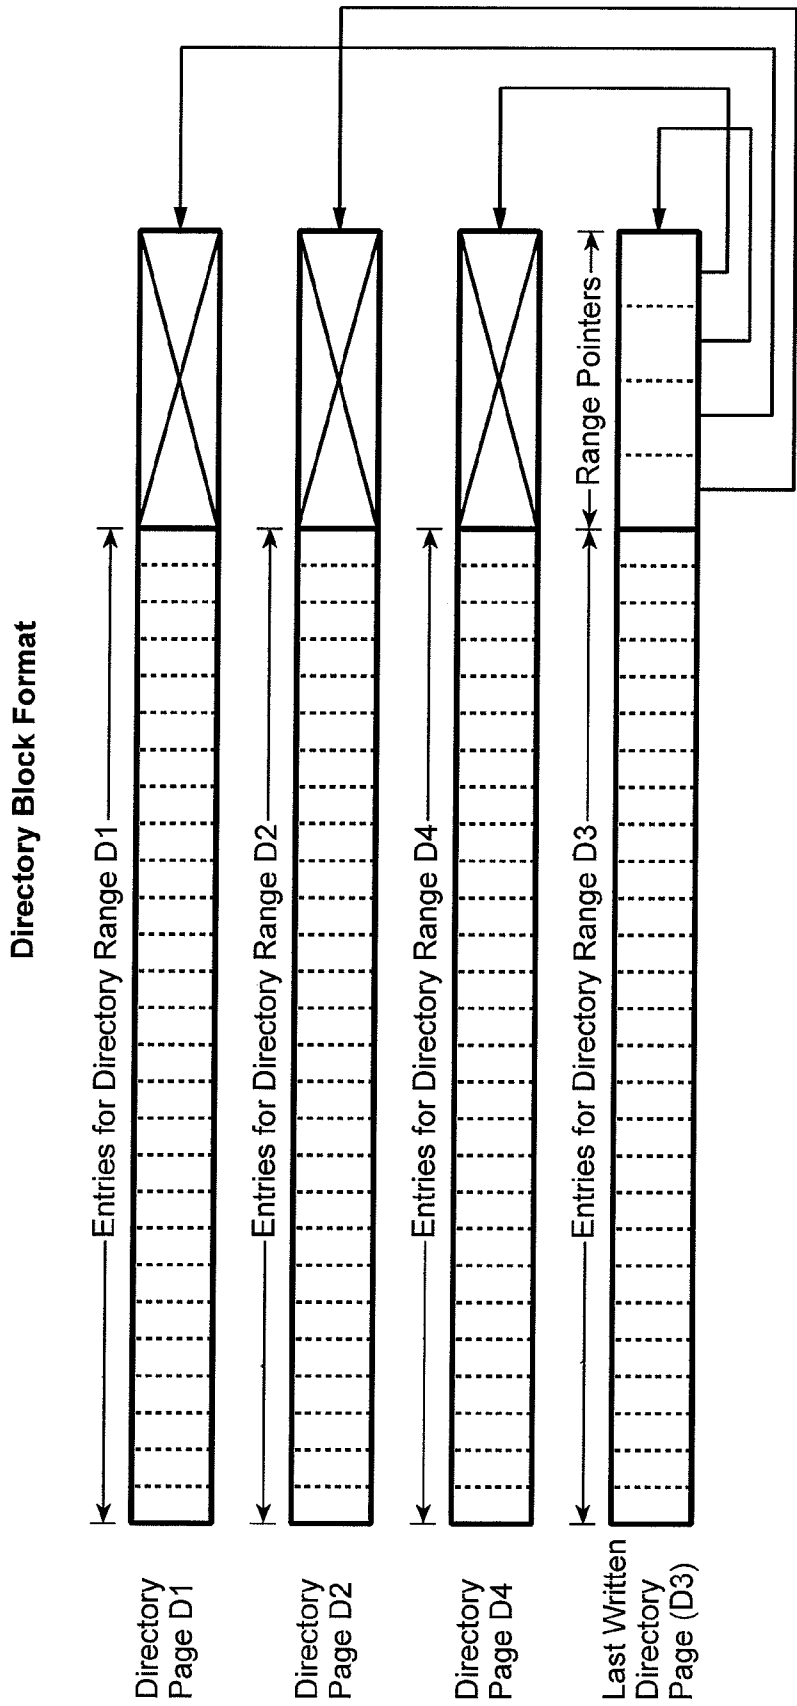 Directory Block Format
Entries for Directory Range D1
Directory
Page D1
Entries for Directory Range D2
Directory
Page D2
Entries for Directory Range D4
Directory
Page D4
Entries for Directory Range D3
Range Pointers
Last Written
Directory
Page (D3)